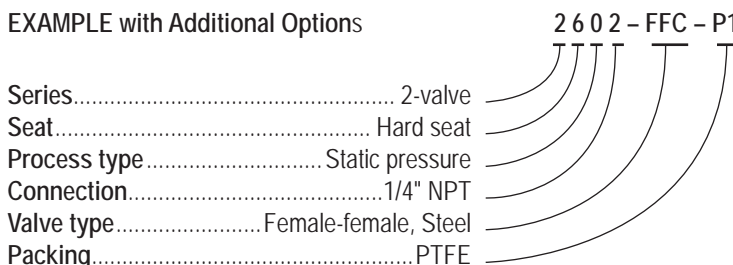 EXAMPLE with Additional Options 2 6 0 2 – FFC – P1
Series.................................................... 2-valve
Seat................................................... Hard seat
Process type............................. Static pressure
Connection..........................................1/4" NPT
Valve type.......................Female-female, Steel
Packing....................................................PTFE